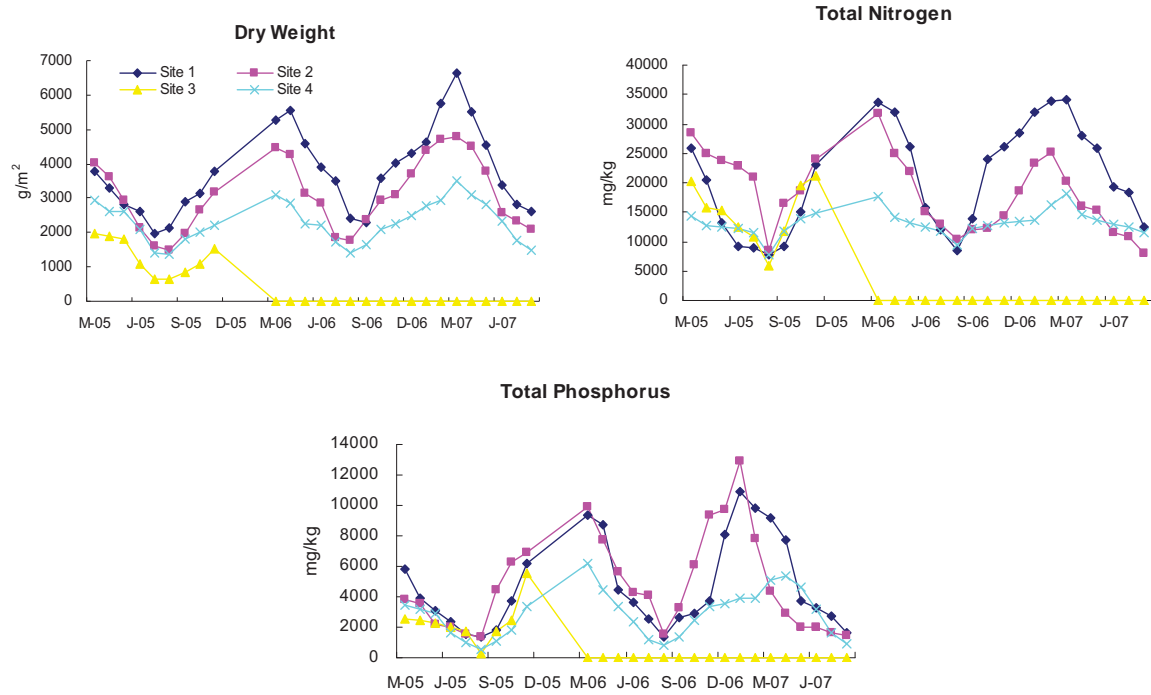 Dry Weight
7000
6000
5000
4000
3000
2000
1000
0
g/m²
Site 1 Site 2
Site 3 Site 4
M-05 J-05 S-05 D-05 M-06 J-06 S-06 D-06 M-07 J-07
Total Nitrogen
40000
35000
30000
25000
20000
15000
10000
5000
0
mg/kg
M-05 J-05 S-05 D-05 M-06 J-06 S-06 D-06 M-07 J-07
Total Phosphorus
14000
12000
10000
8000
6000
4000
2000
0
mg/kg
M-05 J-05 S-05 D-05 M-06 J-06 S-06 D-06 M-07 J-07